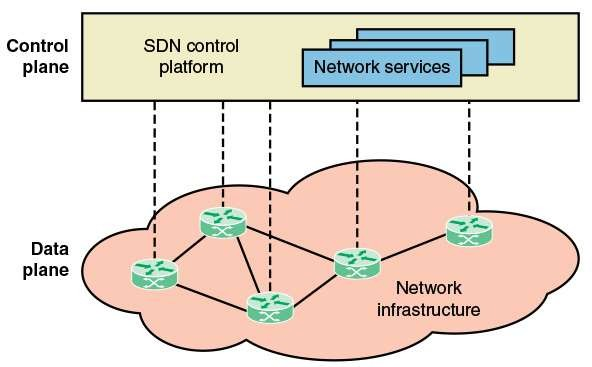 Control
plane
SDN control
platform
Network services
Data
plane
Network
infrastructure